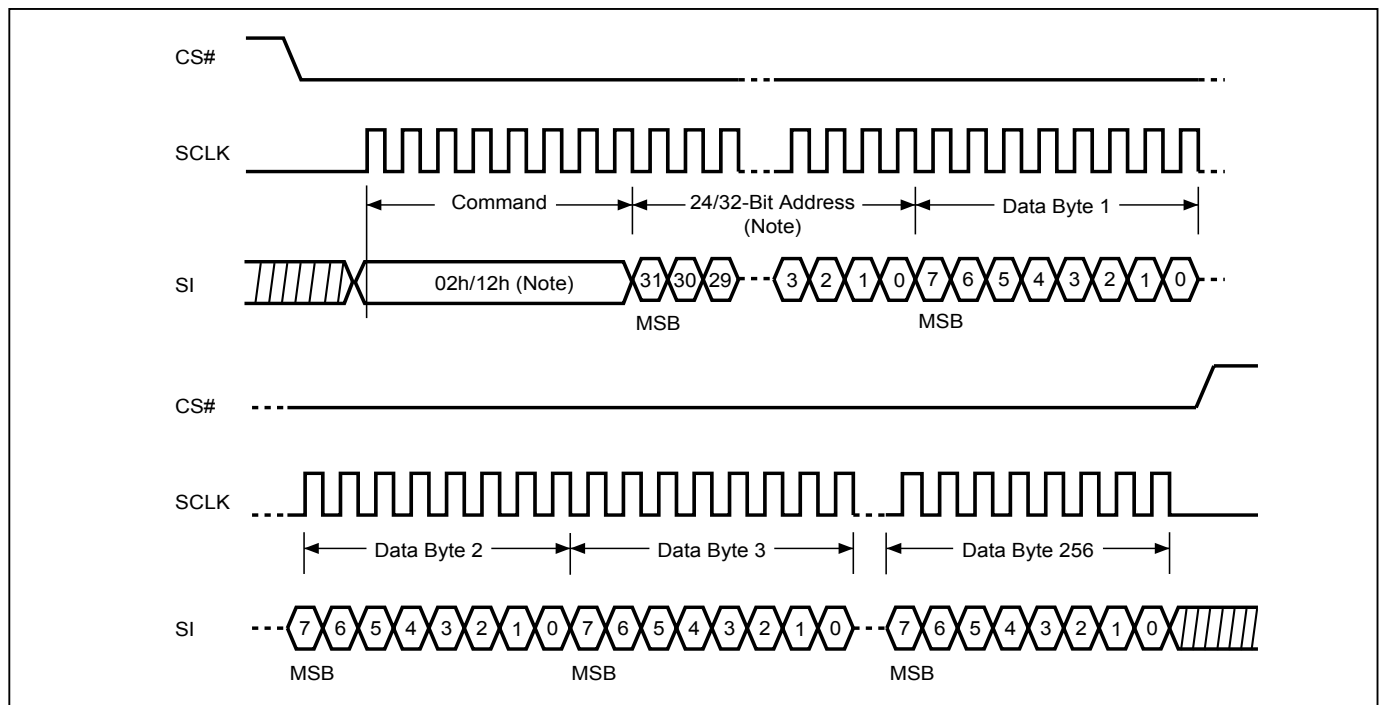 CS#
SCLK
Command
24/32-Bit Address
(Note)
Data Byte 1
SI
02h/12h (Note)
31 30 29 3 2 1 0 7 6 5 4 3 2 1 0
MSB
MSB
CS#
SCLK
Data Byte 2
Data Byte 3
Data Byte 256
SI
7 6 5 4 3 2 1 0 7 6 5 4 3 2 1 0 7 6 5 4 3 2 1 0
MSB
MSB
MSB